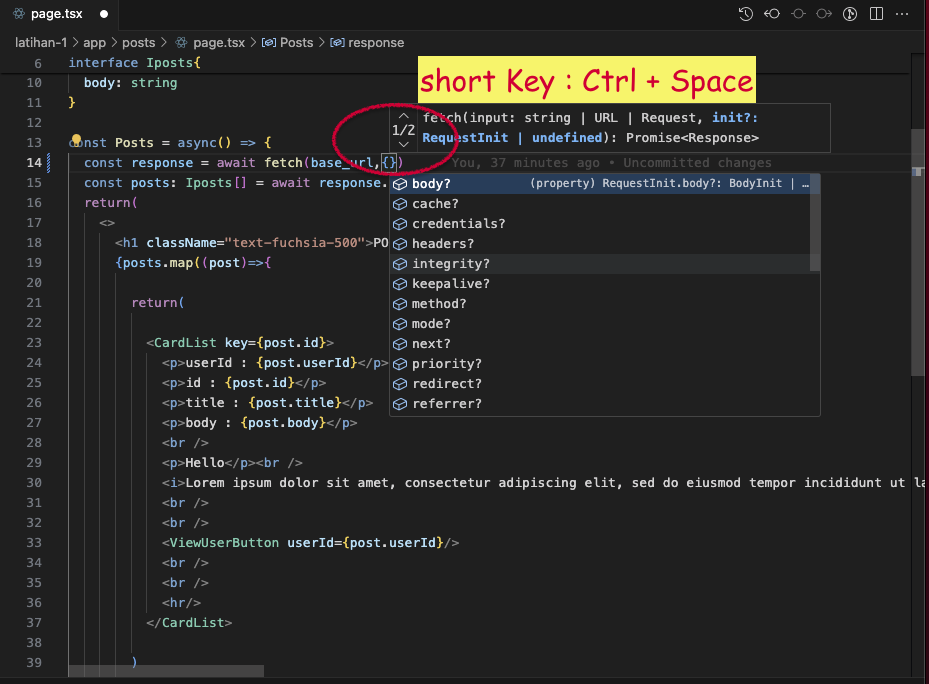 page.tsx
latihan-1 > app > posts > page.tsx > Posts > response
6 interface Iposts{
10 body: string
11 }
short Key : Ctrl + Space
12
1/2
fetch(input: string | URL | Request, init?:
RequestInit | undefined): Promise<Response>
13 const Posts = async() => {
14 const response = await fetch(base_url,{}) You, 37 minutes ago • Uncommitted changes
15 const posts: Iposts[] = await response.
body? (property) RequestInit.body?: BodyInit | …
cache?
credentials?
headers?
integrity?
keepalive?
method?
mode?
next?
priority?
redirect?
referrer?
16 return(
17 <>
18 <h1 className="text-fuchsia-500">PO
19 {posts.map((post)=>{
20
21 return(
22
23 <CardList key={post.id}>
24 <p>userId : {post.userId}</p>
25 <p>id : {post.id}</p>
26 <p>title : {post.title}</p>
27 <p>body : {post.body}</p>
28 <br />
29 <p>Hello</p><br />
30 <i>Lorem ipsum dolor sit amet, consectetur adipiscing elit, sed do eiusmod tempor incididunt ut la
31 <br />
32 <br />
33 <ViewUserButton userId={post.userId}/>
34 <br />
35 <br />
36 <hr/>
37 </CardList>
38
39 )